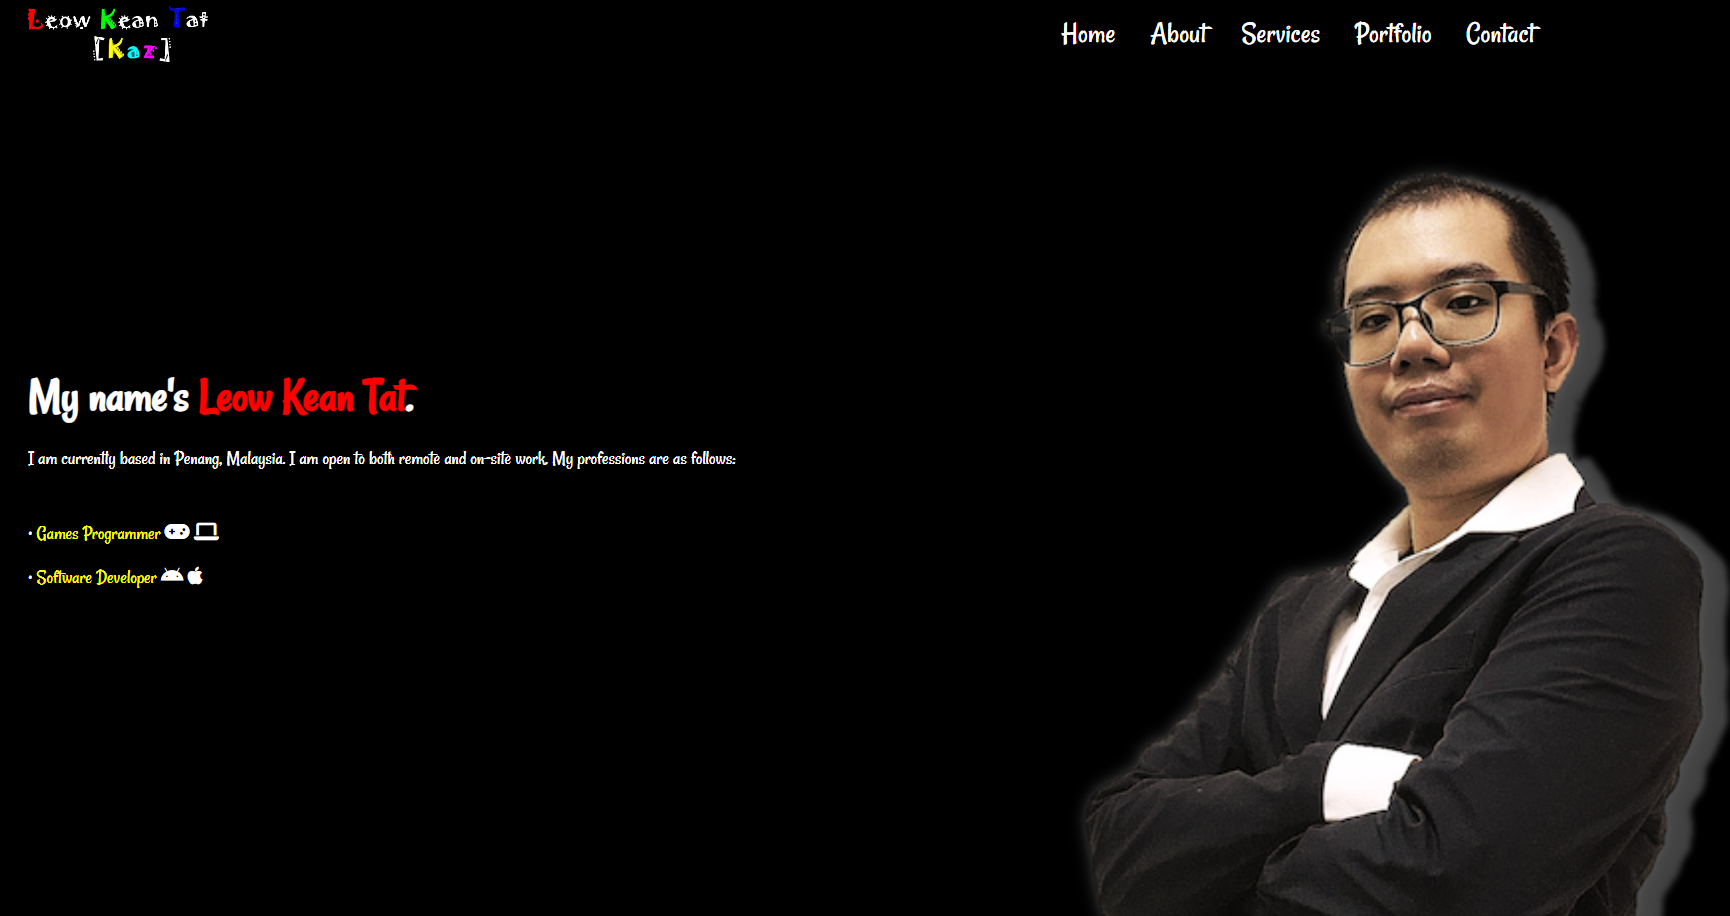 Leow Kean Tat
[Kaz]
Home About Services Portfolio Contact
My name's Leow Kean Tat.
I am currently based in Penang, Malaysia. I am open to both remote and on-site work. My professions are as follows:
• Games Programmer
• Software Developer